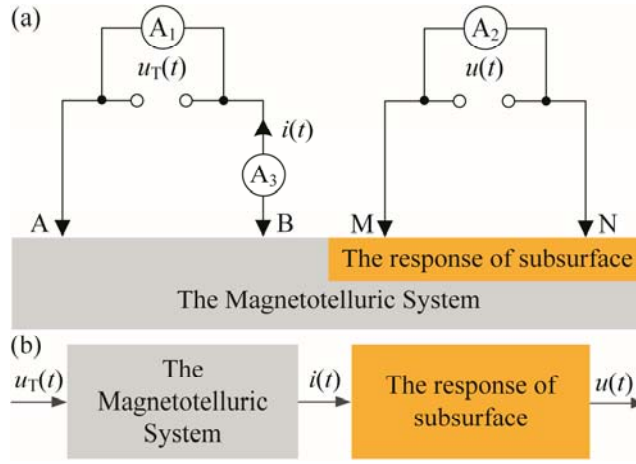 (a)
A1
A2
uT(t)
u(t)
i(t)
A3
A B M N
The response of subsurface
The Magnetotelluric System
(b)
uT(t)
The
Magnetotelluric
System
i(t)
The response of
subsurface
u(t)